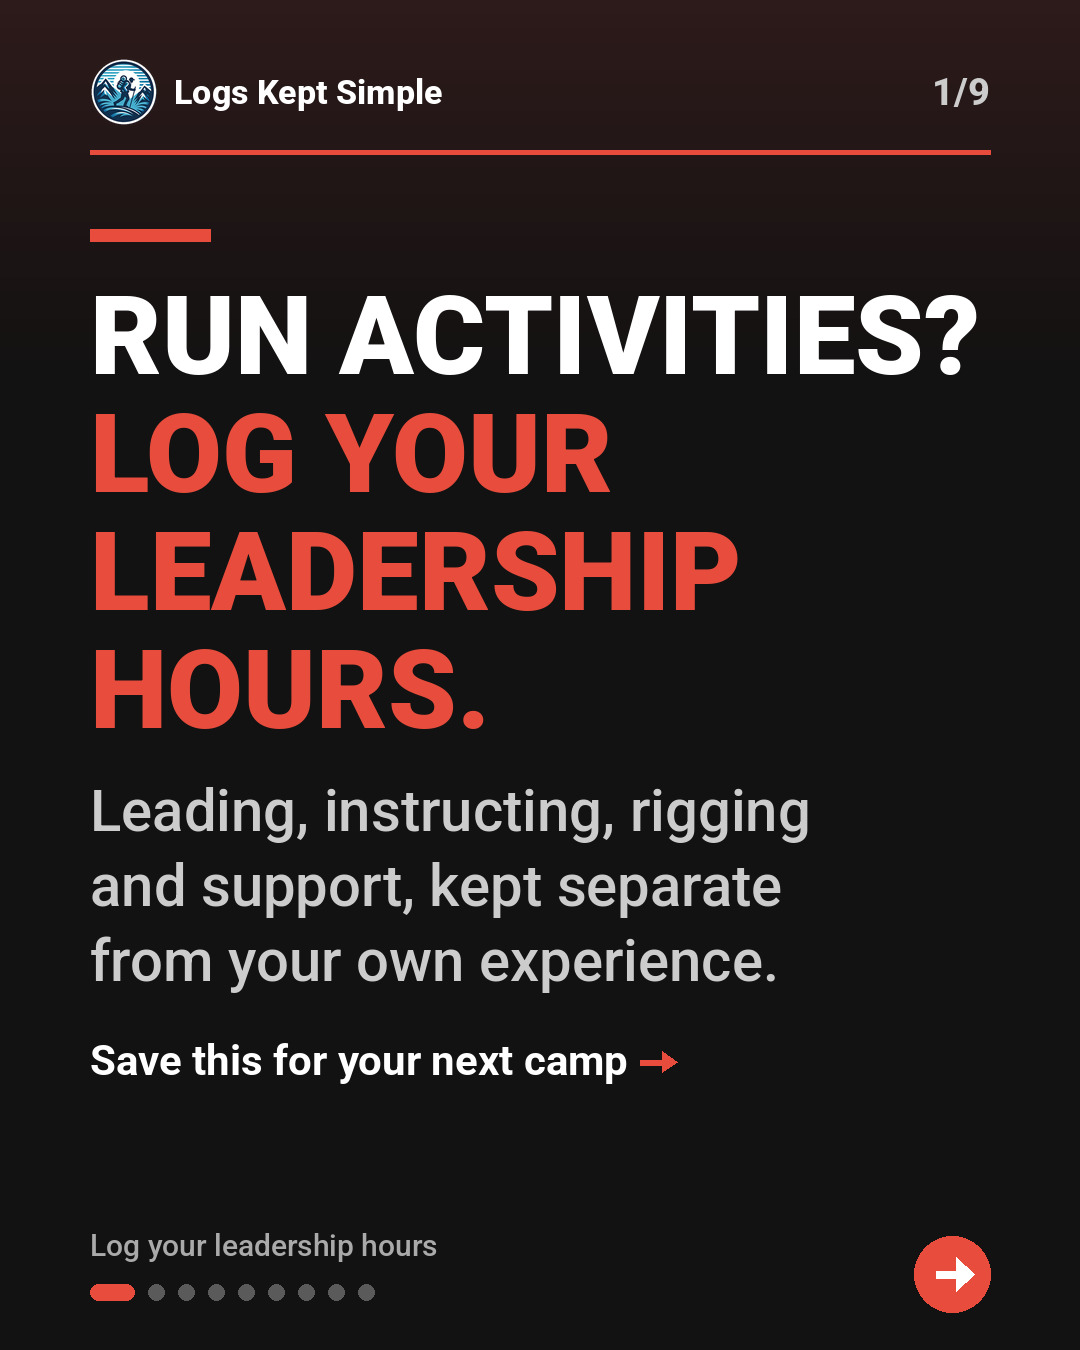 Logs Kept Simple
1/9
RUN ACTIVITIES?
LOG YOUR
LEADERSHIP
HOURS.
Leading, instructing, rigging
and support, kept separate
from your own experience.
Save this for your next camp
Log your leadership hours